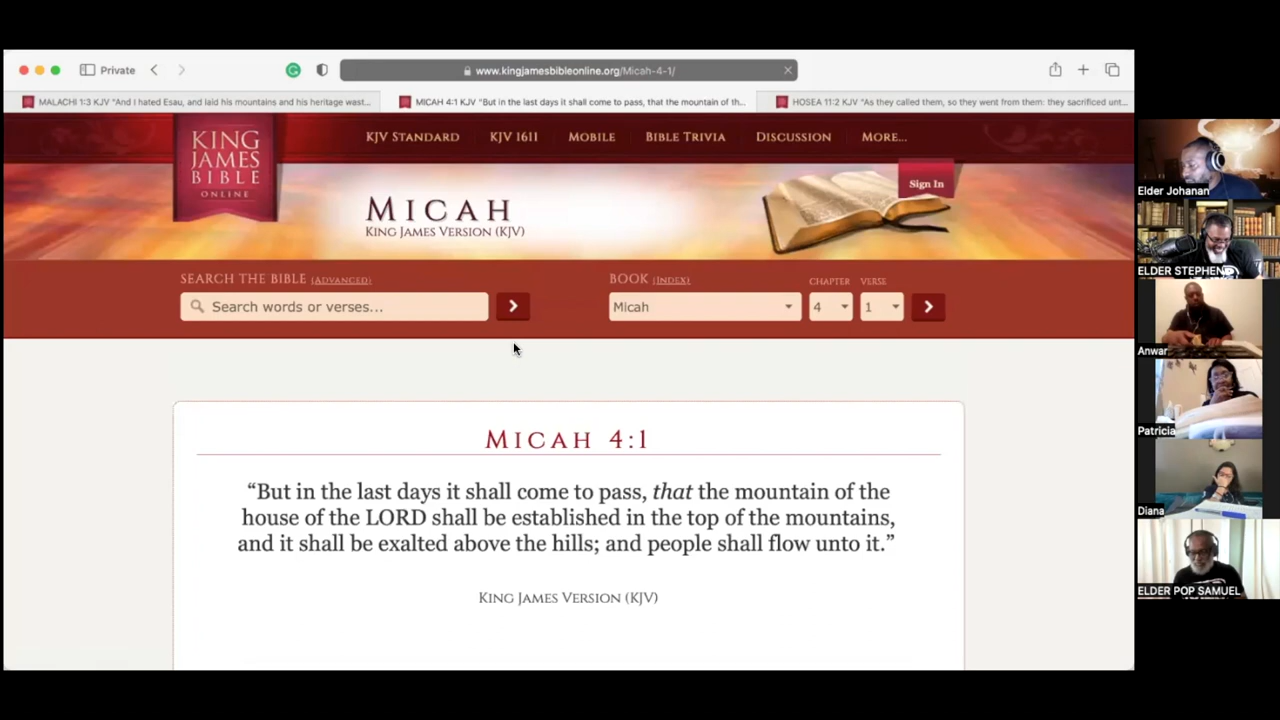 Private
www.kingjamesbibleonline.org/Micah-4-1/
MALACHI 1:3 KJV "And I hated Esau, and laid his mountains and his heritage wast...
MICAH 4:1 KJV "But in the last days it shall come to pass, that the mountain of th...
HOSEA 11:2 KJV "As they called them, so they went from them: they sacrificed unt...
KING
JAMES
BIBLE
ONLINE
KJV STANDARD
KJV 1611
MOBILE
BIBLE TRIVIA
DISCUSSION
MORE...
Sign In
MICAH
KING JAMES VERSION (KJV)
SEARCH THE BIBLE (ADVANCED)
BOOK (INDEX)
CHAPTER
VERSE
Search words or verses...
Micah
4
1
MICAH 4:1
“But in the last days it shall come to pass, that the mountain of the
house of the LORD shall be established in the top of the mountains,
and it shall be exalted above the hills; and people shall flow unto it.”
KING JAMES VERSION (KJV)
Elder Johanan
ELDER STEPHEN
Anwar
Patricia
Diana
ELDER POP SAMUEL